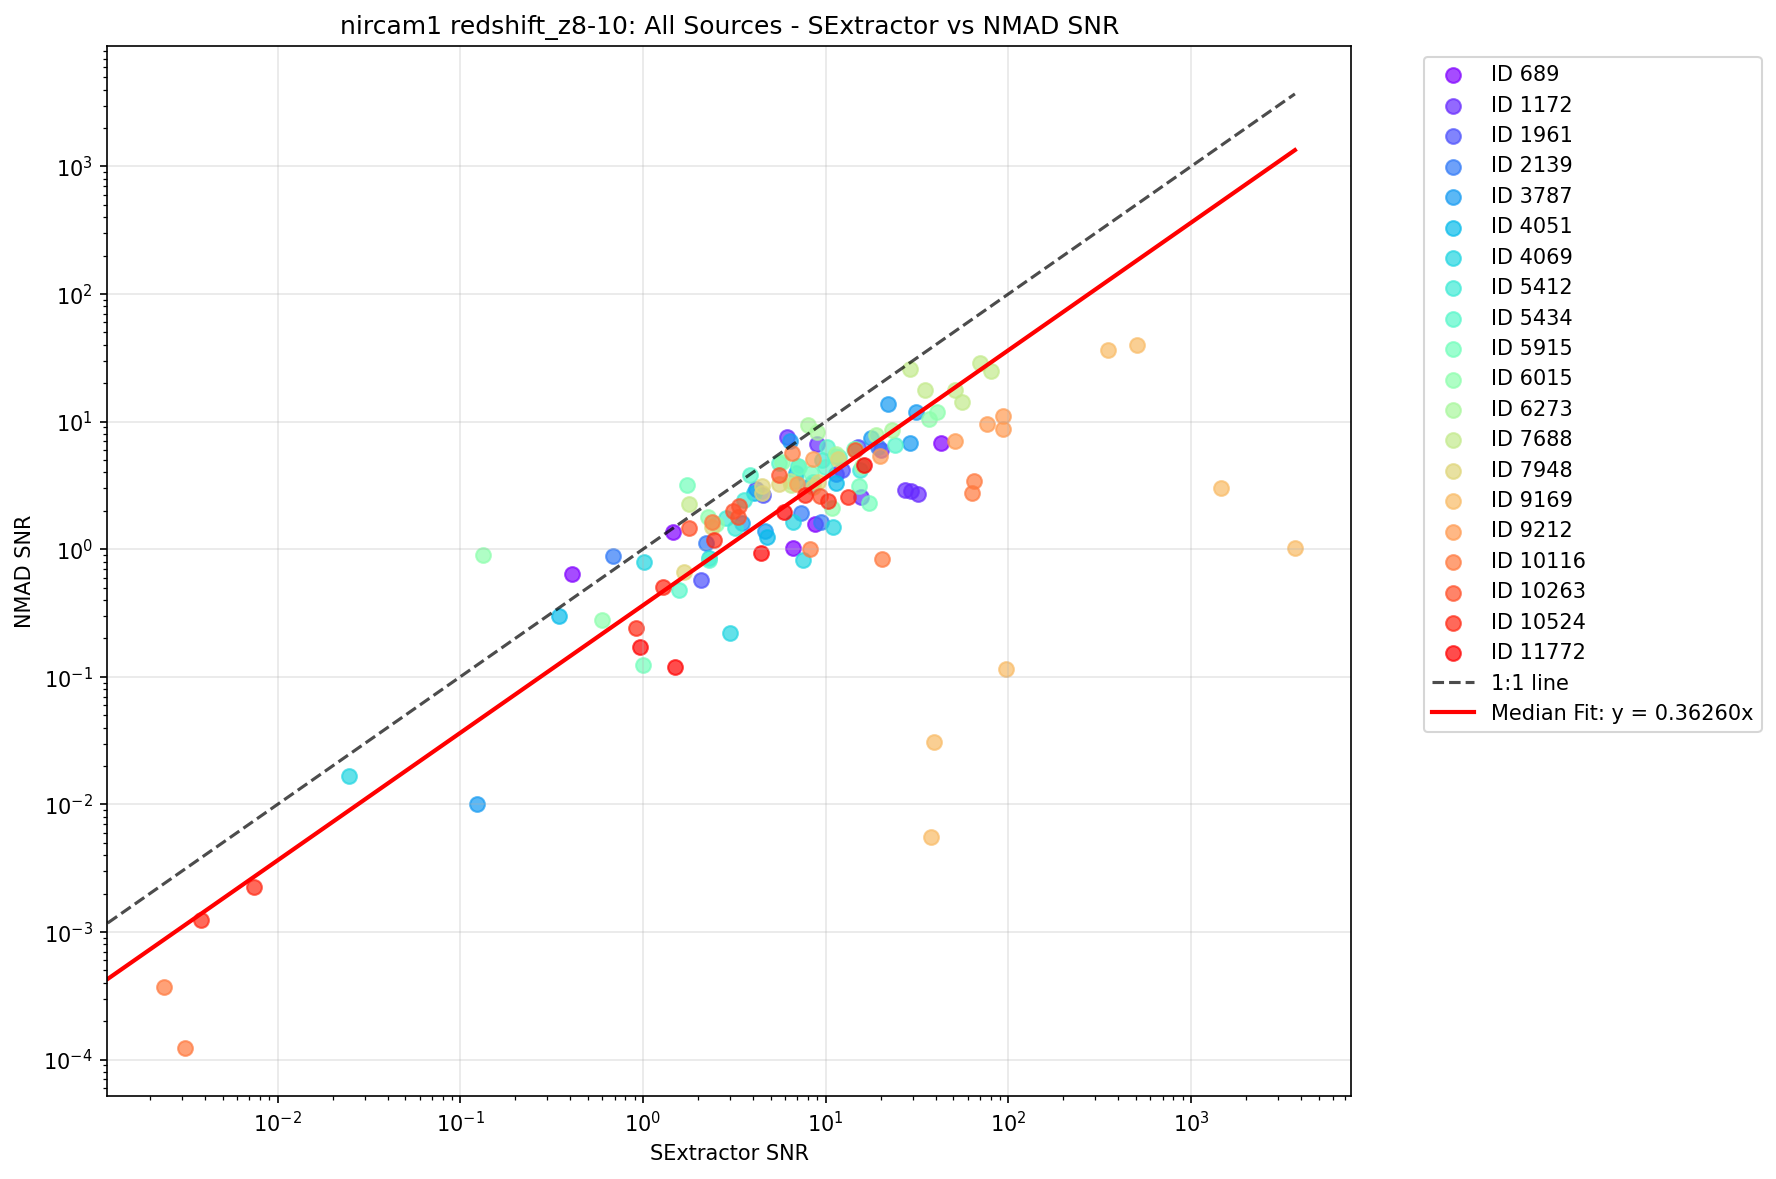 nircam1 redshift_z8-10: All Sources - SExtractor vs NMAD SNR
NMAD SNR
10³
10²
10¹
10⁰
10⁻¹
10⁻²
10⁻³
10⁻⁴
10⁻² 10⁻¹ 10⁰ 10¹ 10² 10³
SExtractor SNR
ID 689
ID 1172
ID 1961
ID 2139
ID 3787
ID 4051
ID 4069
ID 5412
ID 5434
ID 5915
ID 6015
ID 6273
ID 7688
ID 7948
ID 9169
ID 9212
ID 10116
ID 10263
ID 10524
ID 11772
1:1 line
Median Fit: y = 0.36260x